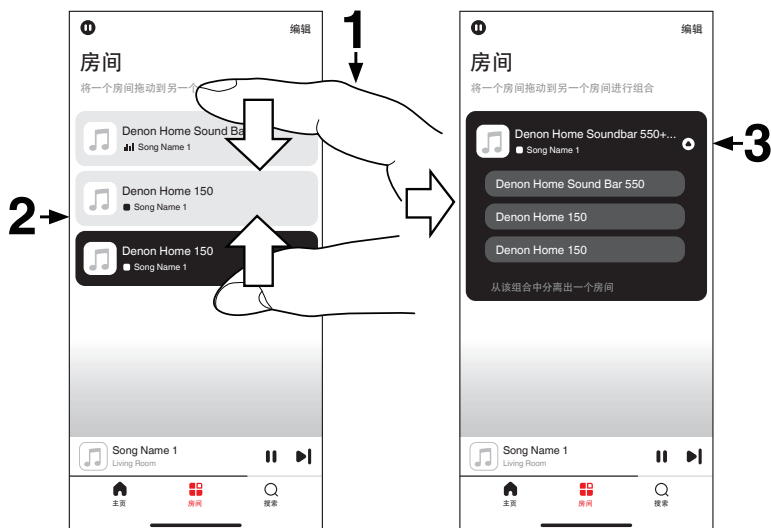 1
编辑
房间
将一个房间拖动到另一个
Denon Home Sound Ba
Song Name 1
2
Denon Home 150
Song Name 1
Denon Home 150
Song Name 1
Song Name 1
Living Room
主页
房间
搜索
编辑
房间
将一个房间拖动到另一个房间进行组合
Denon Home Soundbar 550+...
Song Name 1
3
Denon Home Sound Bar 550
Denon Home 150
Denon Home 150
从该组合中分离出一个房间
Song Name 1
Living Room
主页
房间
搜索